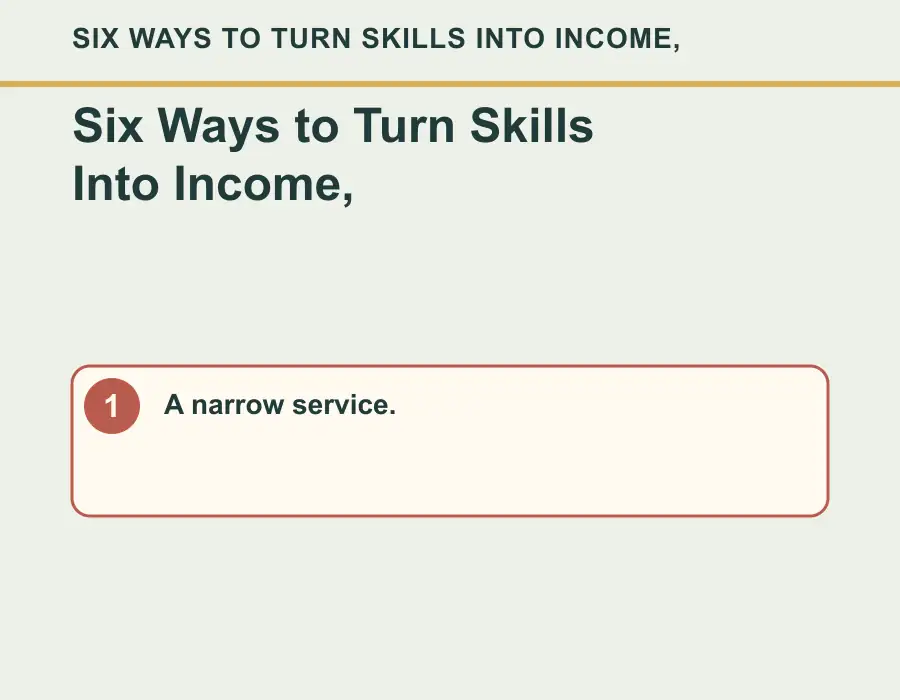 SIX WAYS TO TURN SKILLS INTO INCOME,
Six Ways to Turn Skills
Into Income,
1
A narrow service.